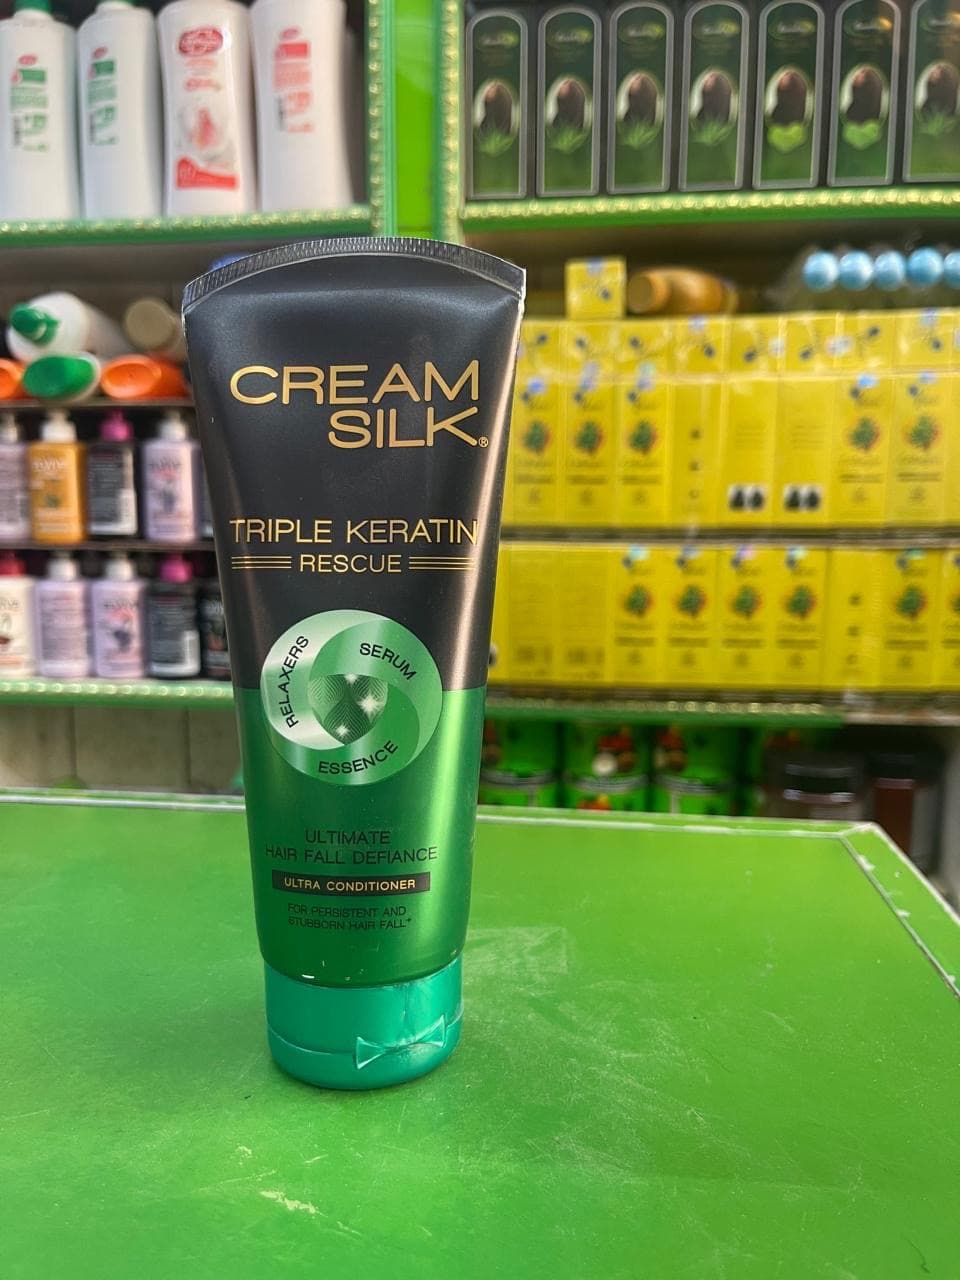 CREAM
SILK®
TRIPLE KERATIN
RESCUE
RELAXERS
SERUM
ESSENCE
ULTIMATE
HAIR FALL DEFIANCE
ULTRA CONDITIONER
FOR PERSISTENT AND
STUBBORN HAIR FALL+